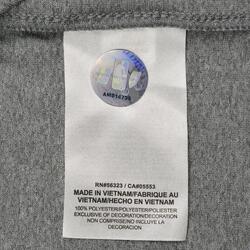 RN#56323 / CA#05553
MADE IN VIETNAM/FABRIQUE AU
VIETNAM/HECHO EN VIETNAM
100% POLYESTER/POLYESTER/POLIESTER
EXCLUSIVE OF DECORATION/DECORATION
NON COMPRISE/NO INCLUYE LA
DECORACION